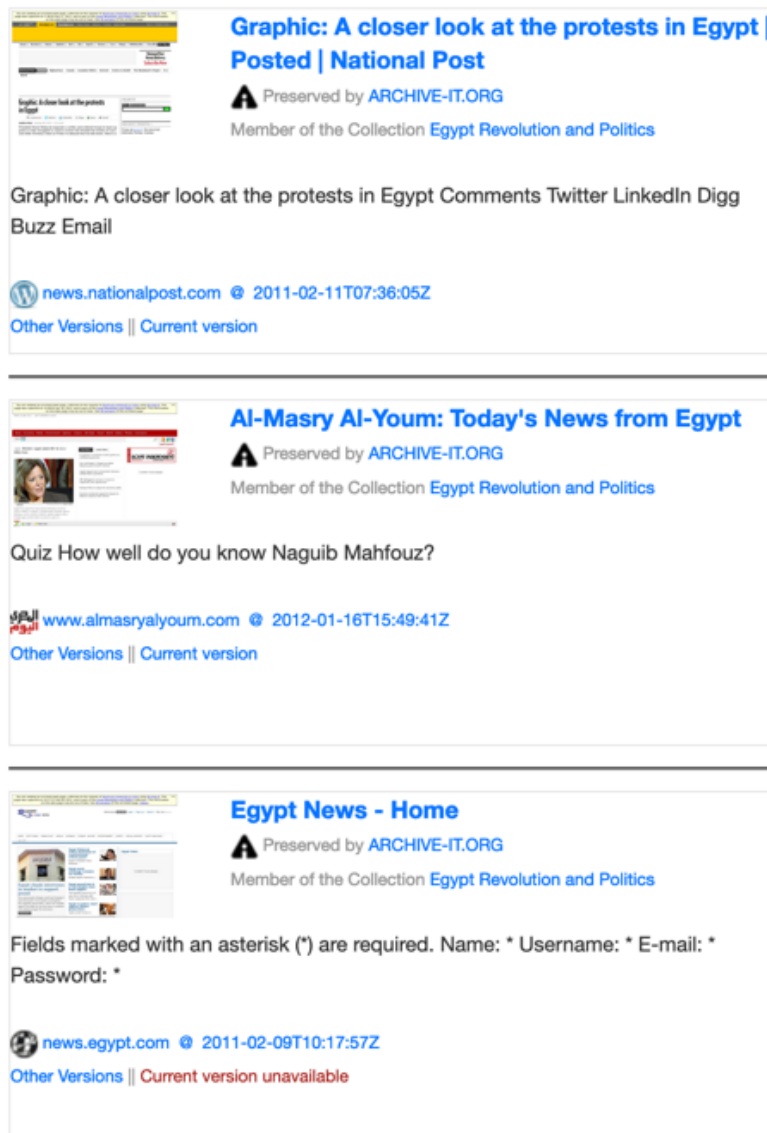 Graphic: A closer look at the protests in Egypt |
Posted | National Post
Preserved by ARCHIVE-IT.ORG
Member of the Collection Egypt Revolution and Politics
Graphic: A closer look at the protests in Egypt Comments Twitter LinkedIn Digg
Buzz Email
news.nationalpost.com @ 2011-02-11T07:36:05Z
Other Versions || Current version
Al-Masry Al-Youm: Today's News from Egypt
Preserved by ARCHIVE-IT.ORG
Member of the Collection Egypt Revolution and Politics
Quiz How well do you know Naguib Mahfouz?
المصري
اليوم
www.almasryalyoum.com @ 2012-01-16T15:49:41Z
Other Versions || Current version
Egypt News - Home
Preserved by ARCHIVE-IT.ORG
Member of the Collection Egypt Revolution and Politics
Fields marked with an asterisk (*) are required. Name: * Username: * E-mail: *
Password: *
news.egypt.com @ 2011-02-09T10:17:57Z
Other Versions || Current version unavailable